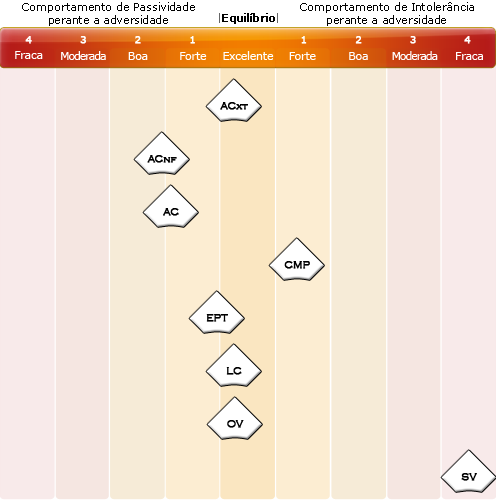 Comportamento de Passividade
perante a adversidade
|Equilíbrio|
Comportamento de Intolerância
perante a adversidade
4 3 2 1 1 2 3 4
Fraca Moderada Boa Forte Excelente Forte Boa Moderada Fraca
ACXT
ACNF
AC
CMP
EPT
LC
OV
SV